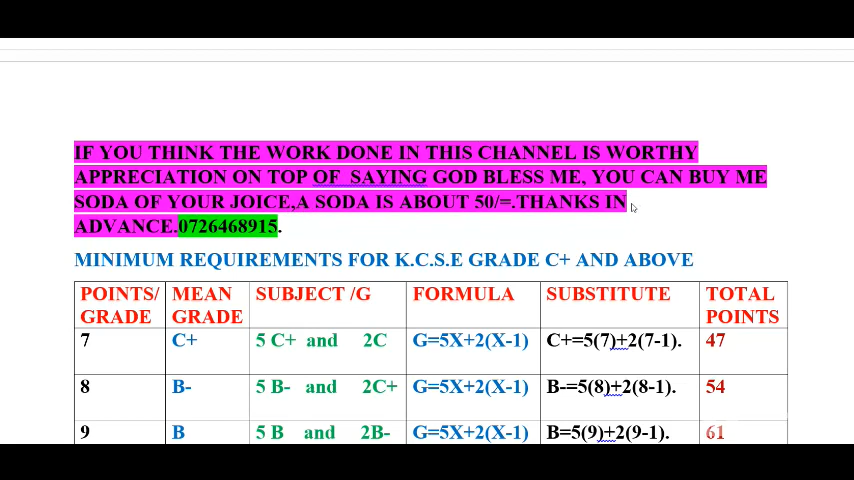 IF YOU THINK THE WORK DONE IN THIS CHANNEL IS WORTHY
APPRECIATION ON TOP OF SAYING GOD BLESS ME, YOU CAN BUY ME
SODA OF YOUR JOICE,A SODA IS ABOUT 50/=.THANKS IN
ADVANCE.0726468915.
MINIMUM REQUIREMENTS FOR K.C.S.E GRADE C+ AND ABOVE
POINTS/ GRADE MEAN GRADE SUBJECT /G FORMULA SUBSTITUTE TOTAL POINTS
7 C+ 5 C+ and 2C G=5X+2(X-1) C+=5(7)+2(7-1). 47
8 B- 5 B- and 2C+ G=5X+2(X-1) B-=5(8)+2(8-1). 54
9 B 5 B and 2B- G=5X+2(X-1) B=5(9)+2(9-1). 61